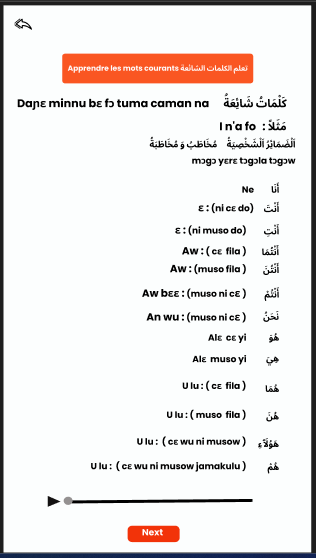 Apprendre les mots courants تعلم الكلمات الشائعة
Daɲɛ minnu bɛ fɔ tuma caman na كَلْمَاتُ شَائِعَةُ
I n'a fo : مَثَلاً
اَلْضَمَائِرُ اَلْشَّخْصِيَةُ مُخَاطَبُ وَ مُخَاطَبَةُ
mɔgɔ yɛrɛ tɔgɔla tɔgɔw
Ne أَنَا
ɛ : (ni cɛ do) أَنْتَ
ɛ : (ni muso do) أَنْتِ
Aw : ( cɛ fila ) أَنْتُمَا
Aw : (muso fila ) أَنْتُنَ
Aw bɛɛ : (muso ni cɛ ) أَنْتُمْ
An wu : (muso ni cɛ ) نَحَنُ
Alɛ cɛ yi هُوَ
Alɛ muso yi هِيَ
U lu : ( cɛ fila ) هُمَا
U lu : ( muso fila ) هُنَ
U lu : ( cɛ wu ni musow ) هَؤُلَاَءِ
U lu : ( cɛ wu ni musow jamakulu ) هُمْ
Next